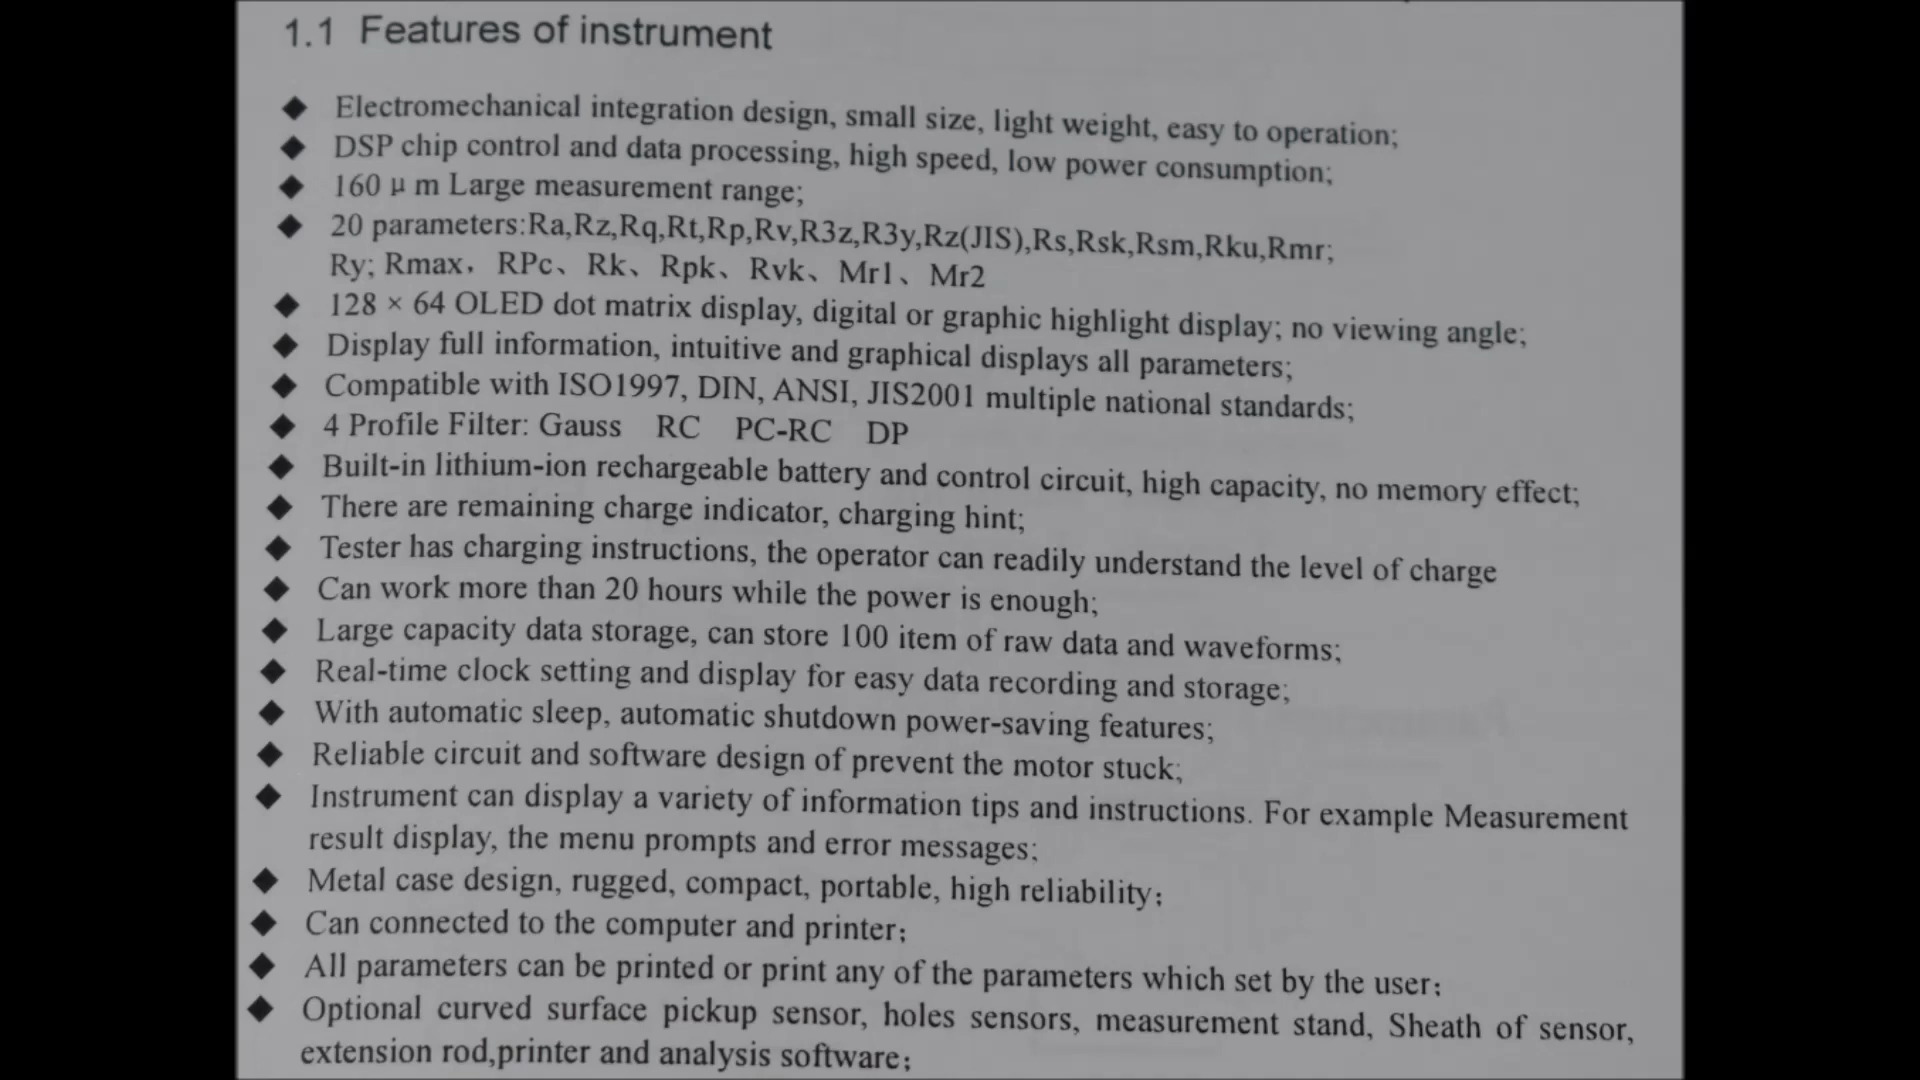 1.1 Features of instrument
◆ Electromechanical integration design, small size, light weight, easy to operation;
◆ DSP chip control and data processing, high speed, low power consumption;
◆ 160 μ m Large measurement range;
◆ 20 parameters:Ra,Rz,Rq,Rt,Rp,Rv,R3z,R3y,Rz(JIS),Rs,Rsk,Rsm,Rku,Rmr;
Ry; Rmax、RPc、Rk、Rpk、Rvk、Mr1、Mr2
◆ 128 × 64 OLED dot matrix display, digital or graphic highlight display; no viewing angle;
◆ Display full information, intuitive and graphical displays all parameters;
◆ Compatible with ISO1997, DIN, ANSI, JIS2001 multiple national standards;
◆ 4 Profile Filter: Gauss RC PC-RC DP
◆ Built-in lithium-ion rechargeable battery and control circuit, high capacity, no memory effect;
◆ There are remaining charge indicator, charging hint;
◆ Tester has charging instructions, the operator can readily understand the level of charge
◆ Can work more than 20 hours while the power is enough;
◆ Large capacity data storage, can store 100 item of raw data and waveforms;
◆ Real-time clock setting and display for easy data recording and storage;
◆ With automatic sleep, automatic shutdown power-saving features;
◆ Reliable circuit and software design of prevent the motor stuck;
◆ Instrument can display a variety of information tips and instructions. For example Measurement
result display, the menu prompts and error messages;
◆ Metal case design, rugged, compact, portable, high reliability;
◆ Can connected to the computer and printer;
◆ All parameters can be printed or print any of the parameters which set by the user;
◆ Optional curved surface pickup sensor, holes sensors, measurement stand, Sheath of sensor,
extension rod,printer and analysis software;